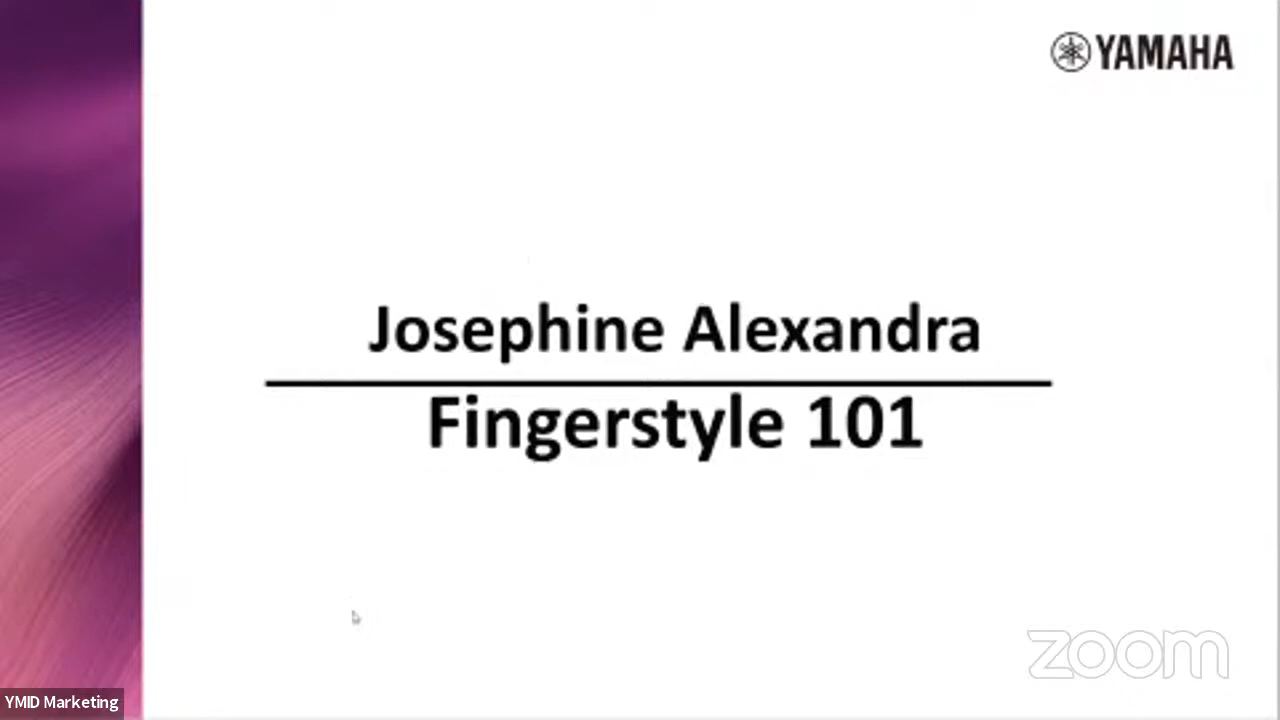 YAMAHA
Josephine Alexandra
Fingerstyle 101
zoom
YMID Marketing